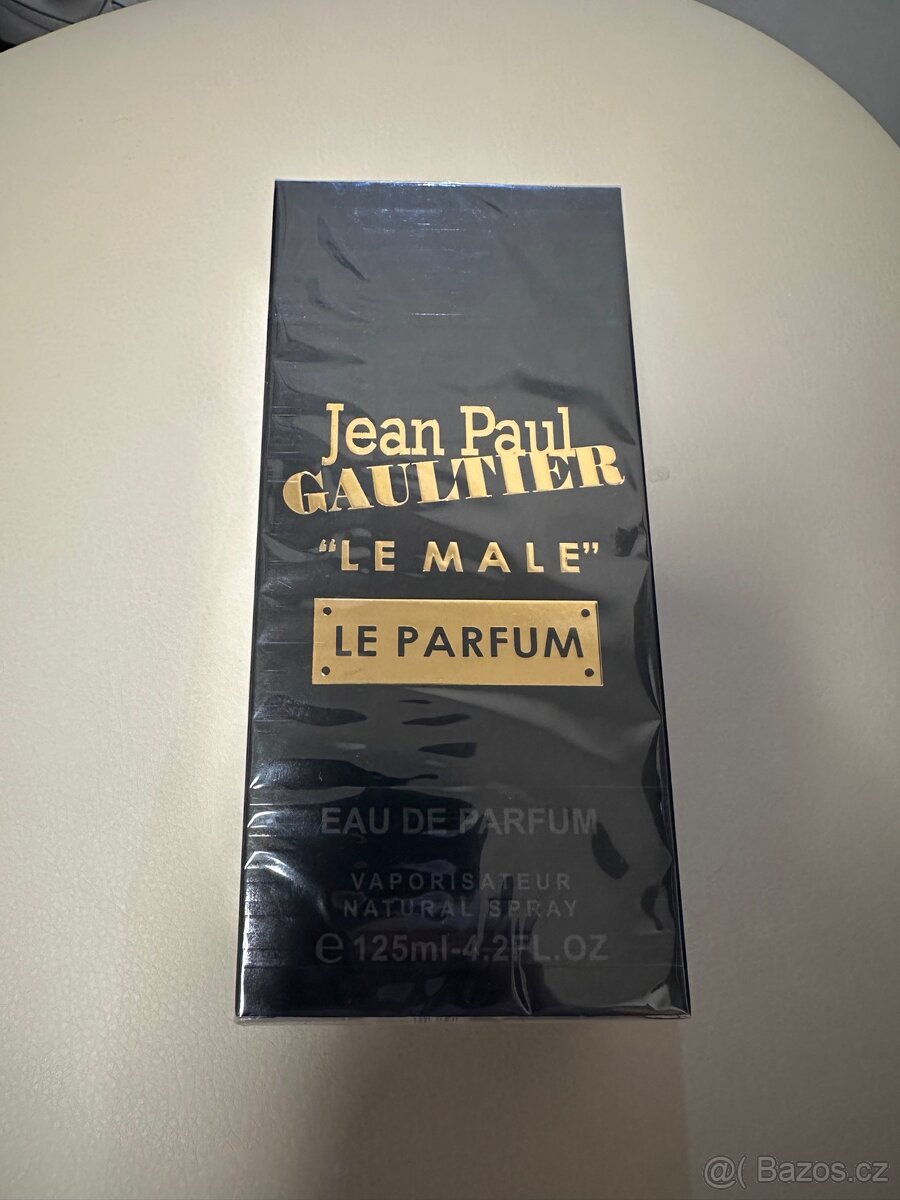 Jean Paul
GAULTIER
“LE MALE”
LE PARFUM
EAU DE PARFUM
VAPORISATEUR
NATURAL SPRAY
℮ 125ml-4.2FL.OZ
@( Bazos.cz